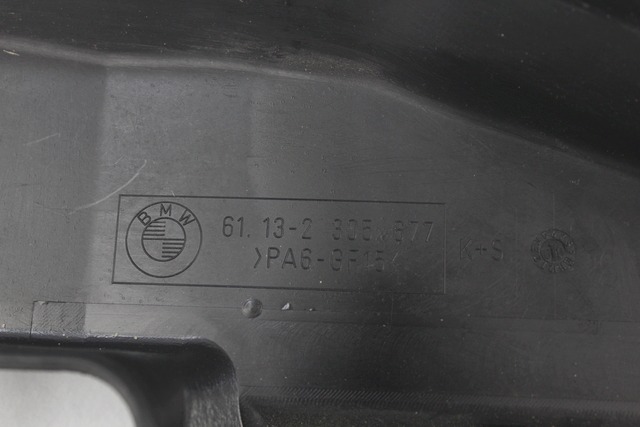 BMW
61.13-2
>PA6-GF15<
K+S